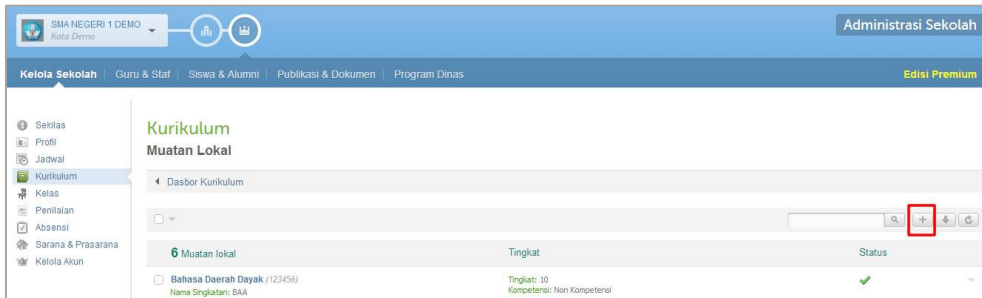 SMA NEGERI 1 DEMO
Kota Demo
Administrasi Sekolah
Kelola Sekolah | Guru & Staf | Siswa & Alumni | Publikasi & Dokumen | Program Dinas
Edisi Premium
Sekilas
Profil
Jadwal
Kurikulum
Kelas
Penilaian
Absensi
Sarana & Prasarana
Kelola Akun
Kurikulum
Muatan Lokal
Dasbor Kurikulum
6 Muatan lokal
Tingkat
Status
Bahasa Daerah Dayak (123456)
Nama Singkatan: BAA
Tingkat: 10
Kompetensi: Non Kompetensi